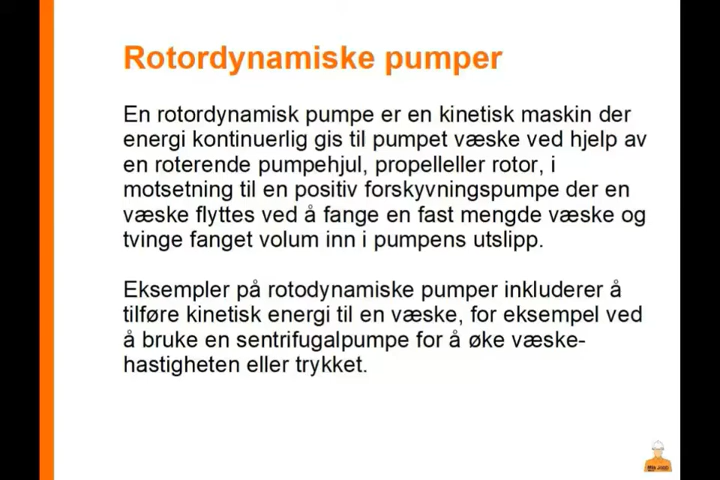 Rotordynamiske pumper
En rotordynamisk pumpe er en kinetisk maskin der
energi kontinuerlig gis til pumpet væske ved hjelp av
en roterende pumpehjul, propelleller rotor, i
motsetning til en positiv forskyvningspumpe der en
væske flyttes ved å fange en fast mengde væske og
tvinge fanget volum inn i pumpens utslipp.
Eksempler på rotodynamiske pumper inkluderer å
tilføre kinetisk energi til en væske, for eksempel ved
å bruke en sentrifugalpumpe for å øke væske-
hastigheten eller trykket.